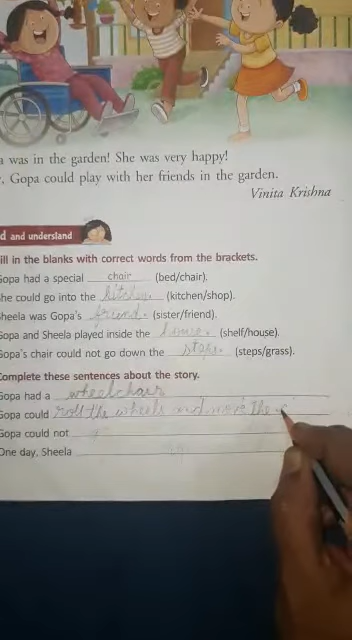 a was in the garden! She was very happy!
, Gopa could play with her friends in the garden.
Vinita Krishna
d and understand
ill in the blanks with correct words from the brackets.
Gopa had a special chair (bed/chair).
he could go into the kitchen. (kitchen/shop).
heela was Gopa's friend. (sister/friend).
Gopa and Sheela played inside the house. (shelf/house).
Gopa's chair could not go down the steps. (steps/grass).
Complete these sentences about the story.
Gopa had a wheelchair
Gopa could roll the wheels and move the
Gopa could not
One day, Sheela